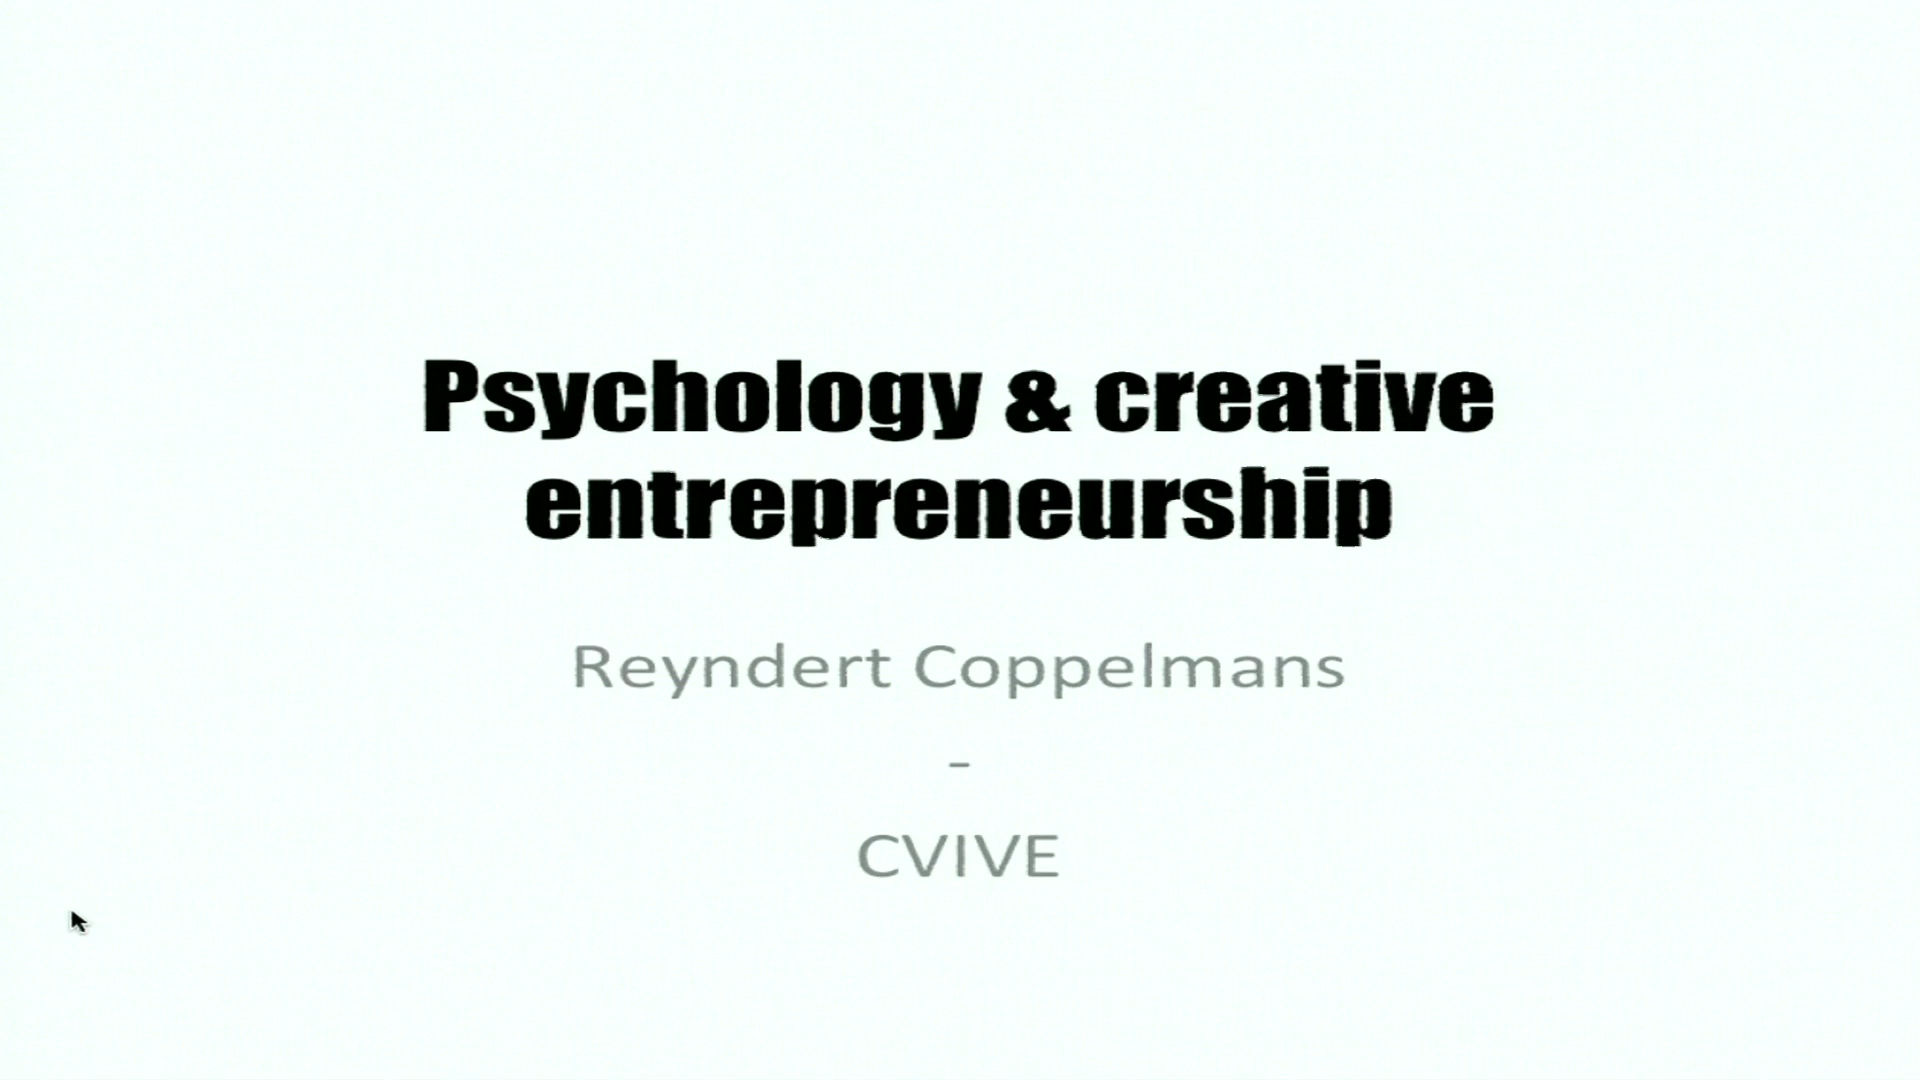 Psychology & creative
entrepreneurship
Reyndert Coppelmans
-
CVIVE